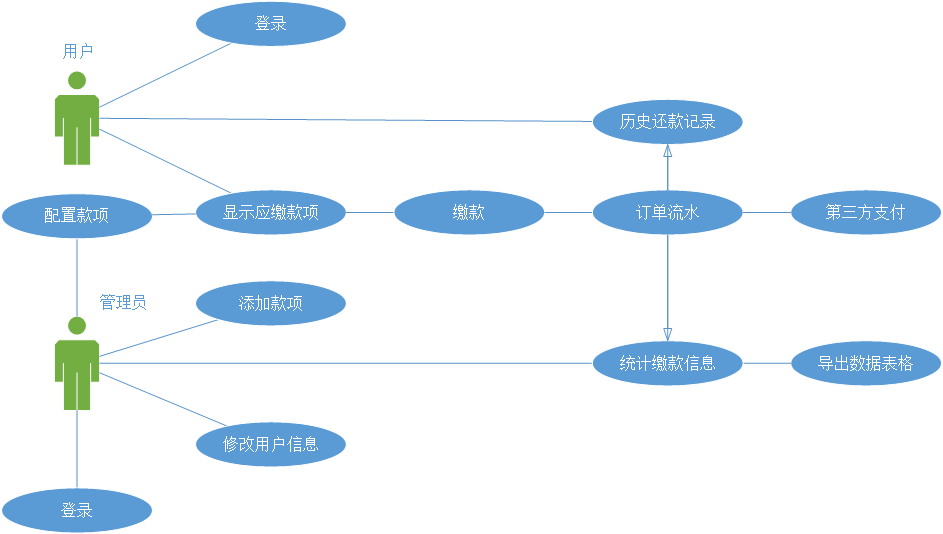 登录
用户
历史还款记录
配置款项
显示应缴款项
缴款
订单流水
第三方支付
管理员
添加款项
统计缴款信息
导出数据表格
修改用户信息
登录